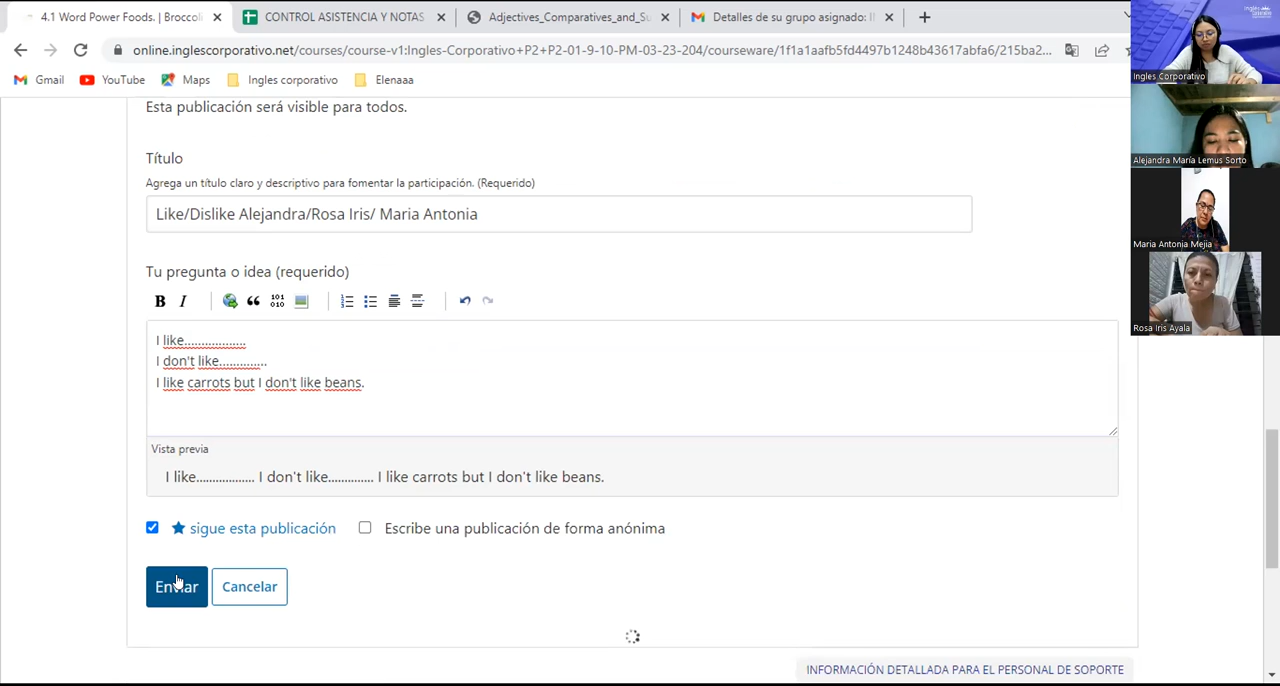 4.1 Word Power Foods. | Broccoli
CONTROL ASISTENCIA Y NOTAS
Adjectives_Comparatives_and_Su
Detalles de su grupo asignado: I
online.inglescorporativo.net/courses/course-v1:Ingles-Corporativo+P2+P2-01-9-10-PM-03-23-204/courseware/1f1a1aafb5fd4497b1248b43617abfa6/215ba2...
Gmail
YouTube
Maps
Ingles corporativo
Elenaaa
Ingles Corporativo
Alejandra María Lemus Sorto
Maria Antonia Mejia
Rosa Iris Ayala
Esta publicación será visible para todos.
Título
Agrega un título claro y descriptivo para fomentar la participación. (Requerido)
Like/Dislike Alejandra/Rosa Iris/ Maria Antonia
Tu pregunta o idea (requerido)
B I
I like..................
I don't like..............
I like carrots but I don't like beans.
Vista previa
I like.................. I don't like.............. I like carrots but I don't like beans.
sigue esta publicación
Escribe una publicación de forma anónima
Enviar
Cancelar
INFORMACIÓN DETALLADA PARA EL PERSONAL DE SOPORTE